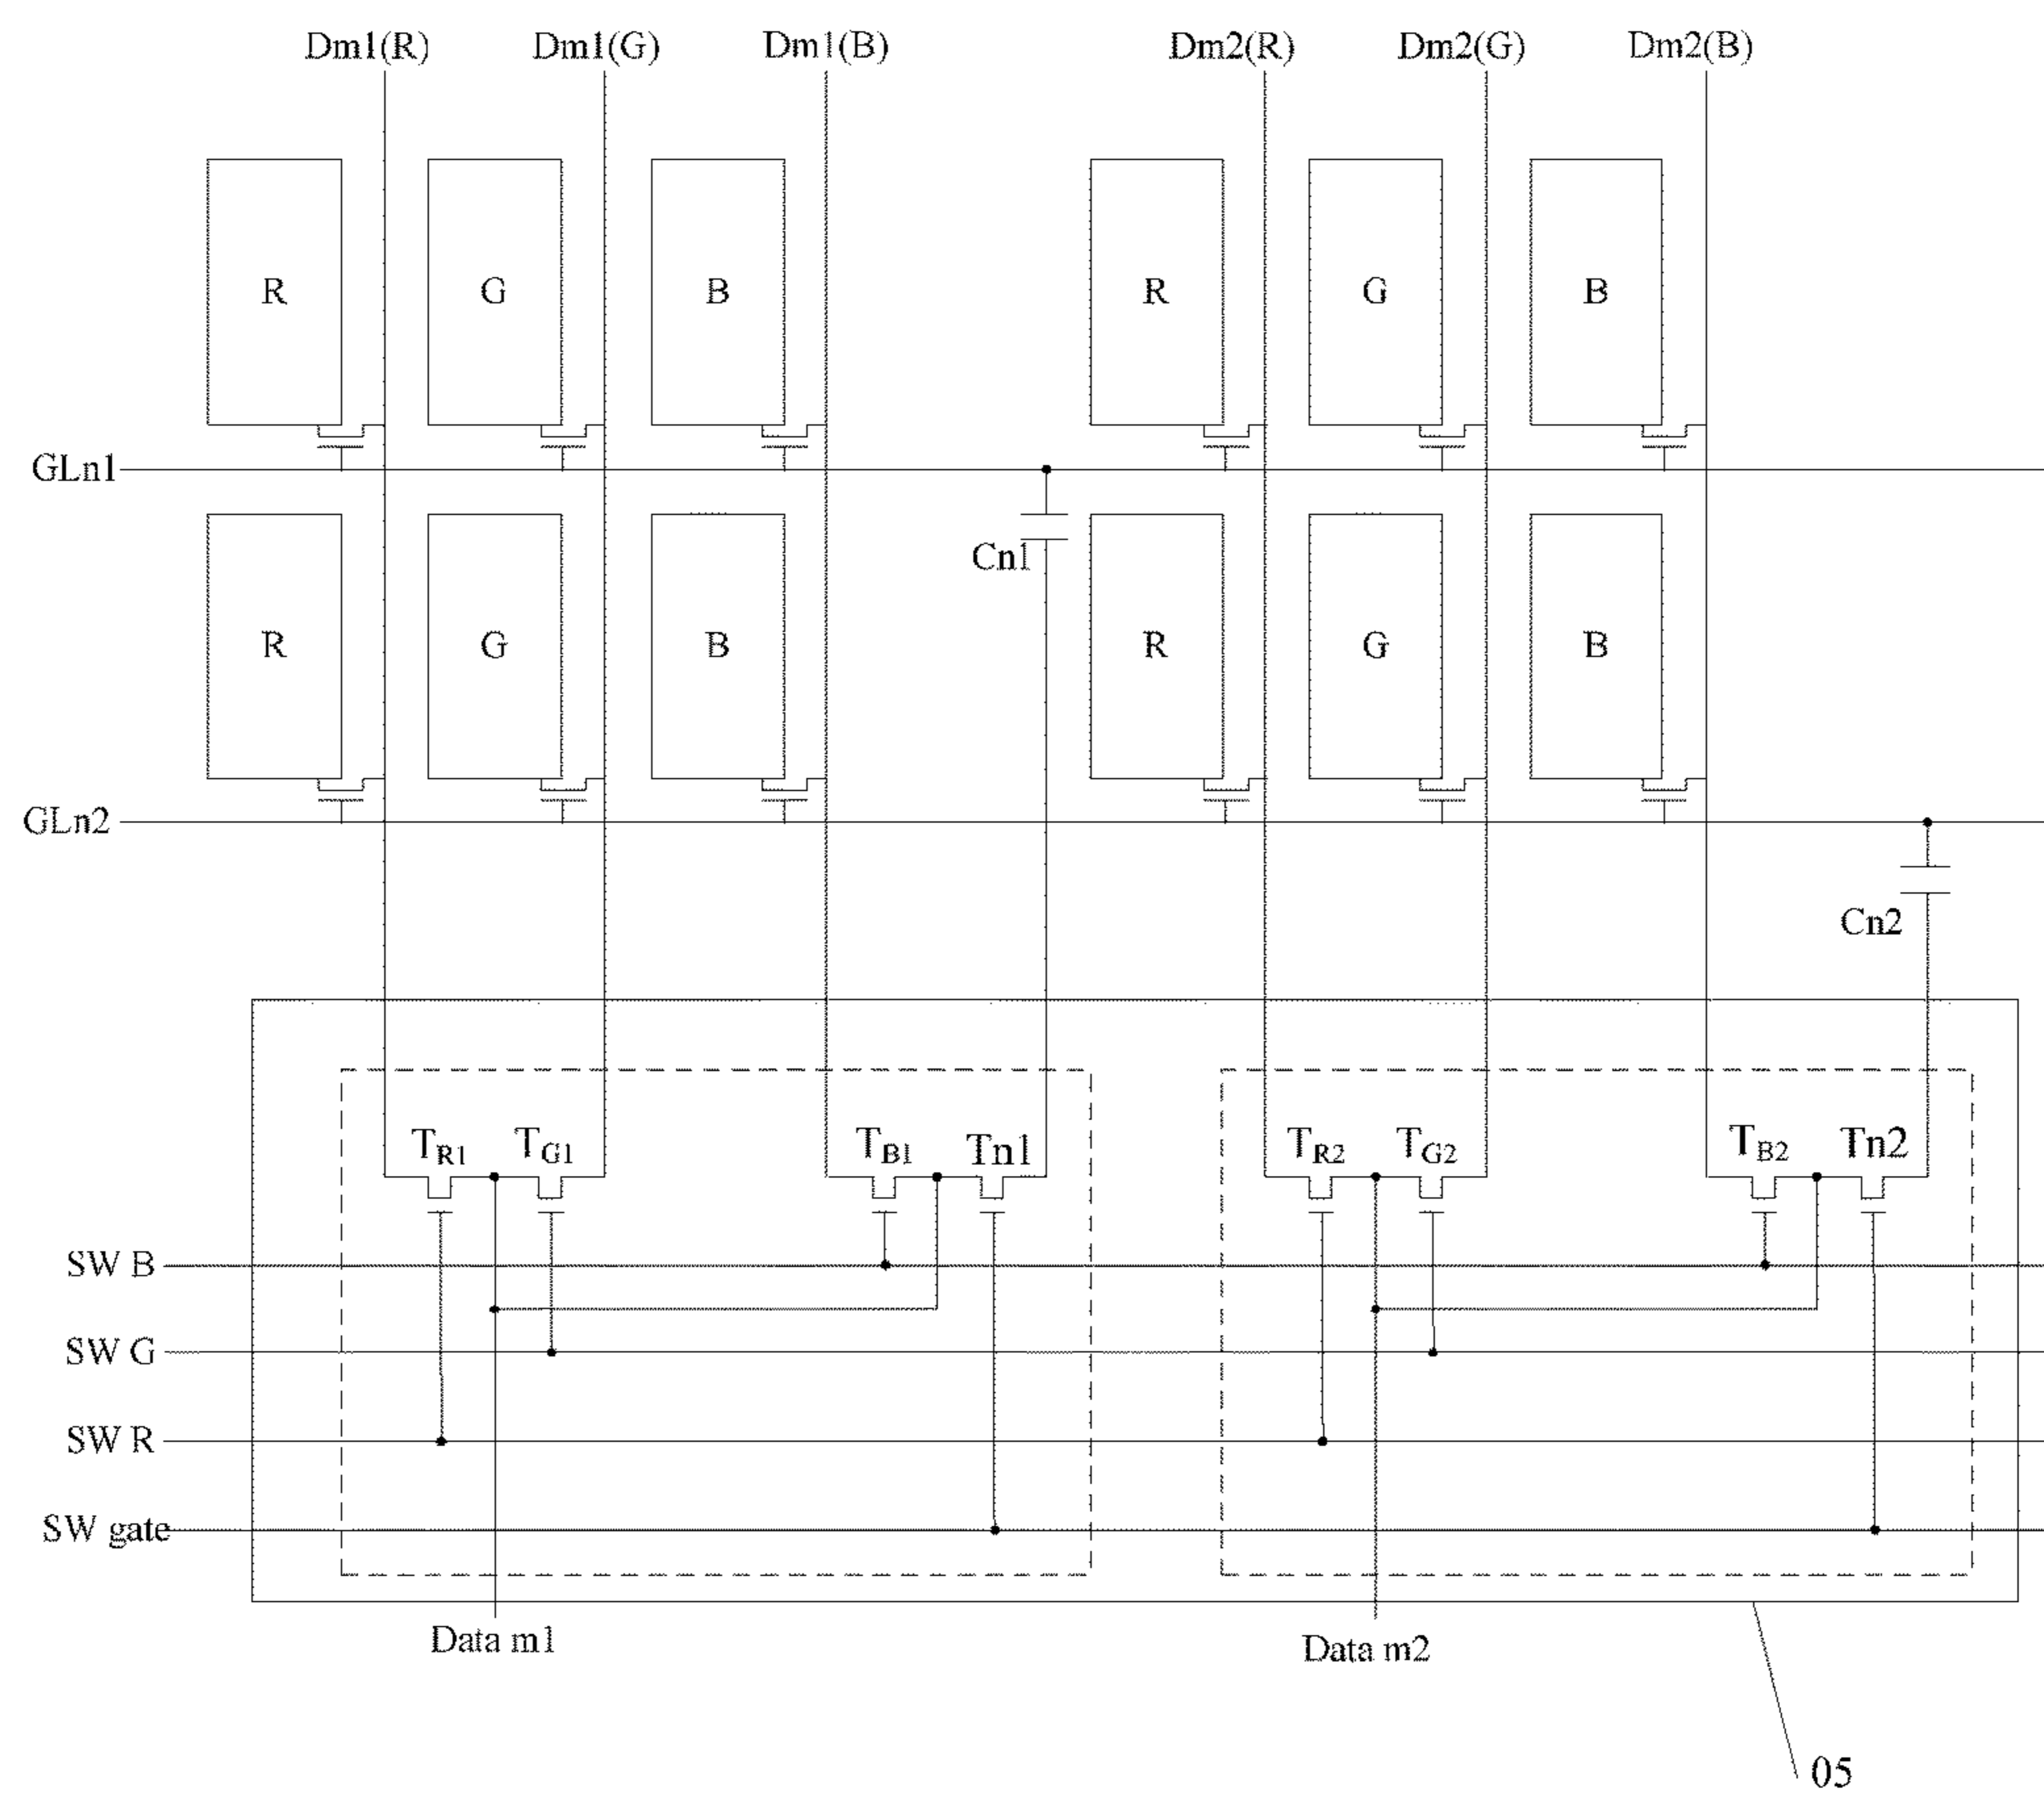 Dm1(R) Dm1(G) Dm1(B) Dm2(R) Dm2(G) Dm2(B)
R G B R G B
GLn1
Cn1
R G B R G B
GLn2
Cn2
TR1 TG1 TB1 Tn1 TR2 TG2 TB2 Tn2
SW B
SW G
SW R
SW gate
Data m1 Data m2
05